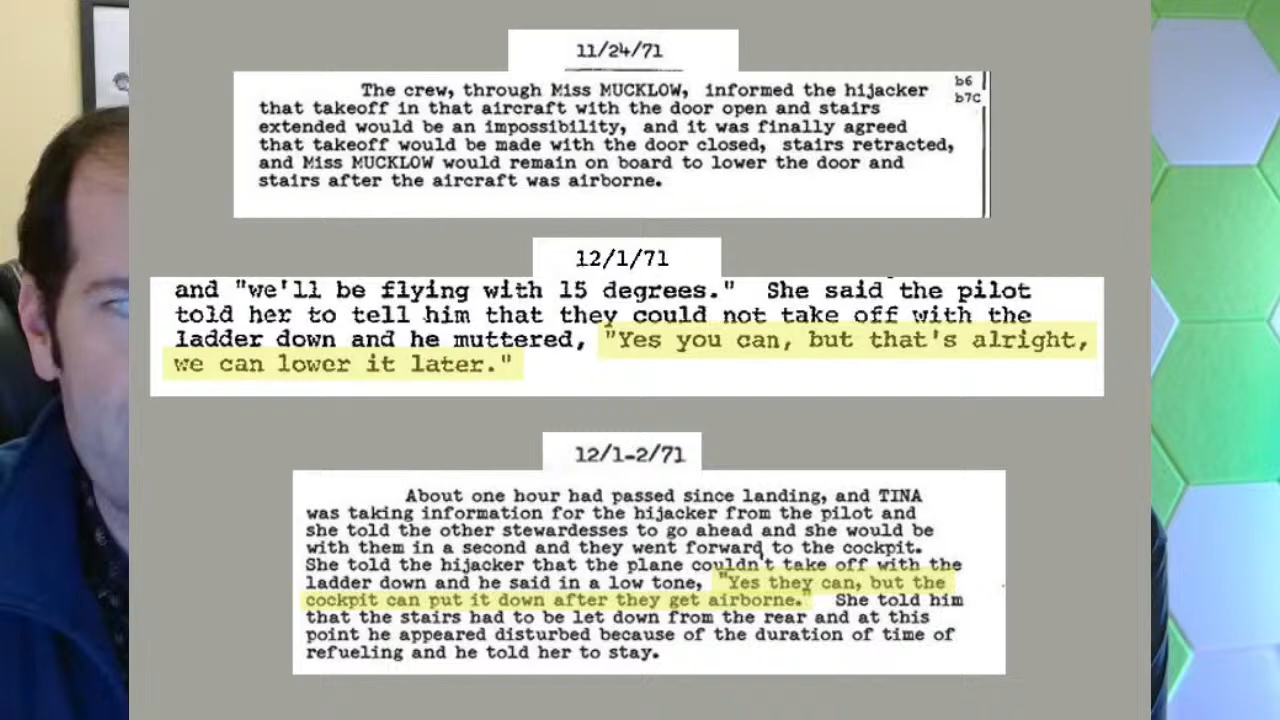 11/24/71
The crew, through Miss MUCKLOW, informed the hijacker
that takeoff in that aircraft with the door open and stairs
extended would be an impossibility, and it was finally agreed
that takeoff would be made with the door closed, stairs retracted,
and Miss MUCKLOW would remain on board to lower the door and
stairs after the aircraft was airborne.
b6
b7C
12/1/71
and "we'll be flying with 15 degrees." She said the pilot
told her to tell him that they could not take off with the
ladder down and he muttered, "Yes you can, but that's alright,
we can lower it later."
12/1-2/71
About one hour had passed since landing, and TINA
was taking information for the hijacker from the pilot and
she told the other stewardesses to go ahead and she would be
with them in a second and they went forward to the cockpit.
She told the hijacker that the plane couldn't take off with the
ladder down and he said in a low tone, "Yes they can, but the
cockpit can put it down after they get airborne." She told him
that the stairs had to be let down from the rear and at this
point he appeared disturbed because of the duration of time of
refueling and he told her to stay.